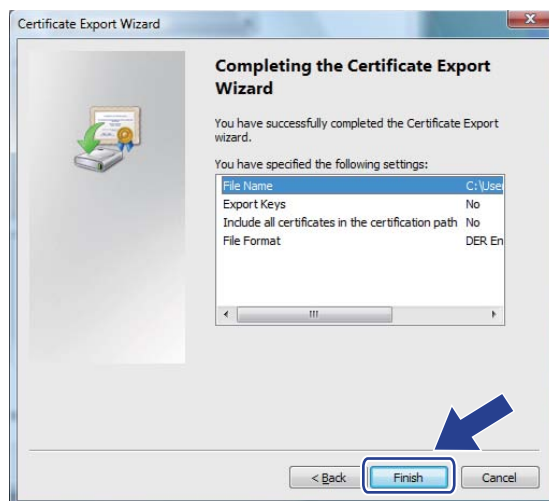 Certificate Export Wizard
Completing the Certificate Export
Wizard
You have successfully completed the Certificate Export
wizard.
You have specified the following settings:
File Name C:\User
Export Keys No
Include all certificates in the certification path No
File Format DER En
< Back Finish Cancel